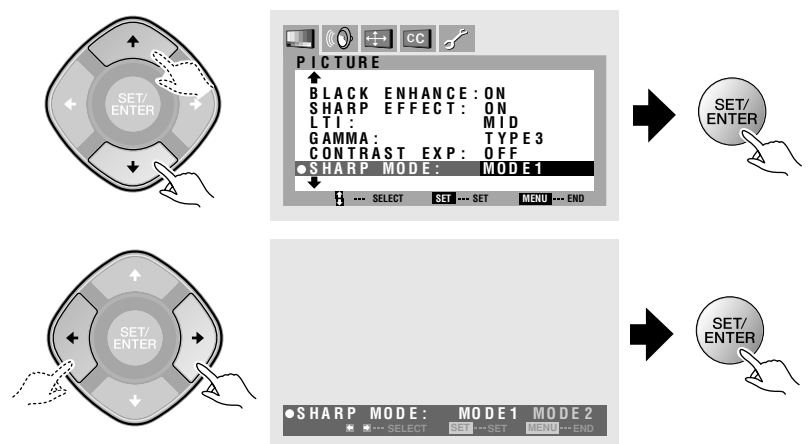 SET/
ENTER
CC
PICTURE
BLACK ENHANCE: ON
SHARP EFFECT: ON
LTI: MID
GAMMA: TYPE3
CONTRAST EXP: OFF
●SHARP MODE: MODE1
--- SELECT SET --- SET MENU --- END
SET/
ENTER
SET/
ENTER
●SHARP MODE: MODE1 MODE2
--- SELECT SET --- SET MENU --- END
SET/
ENTER